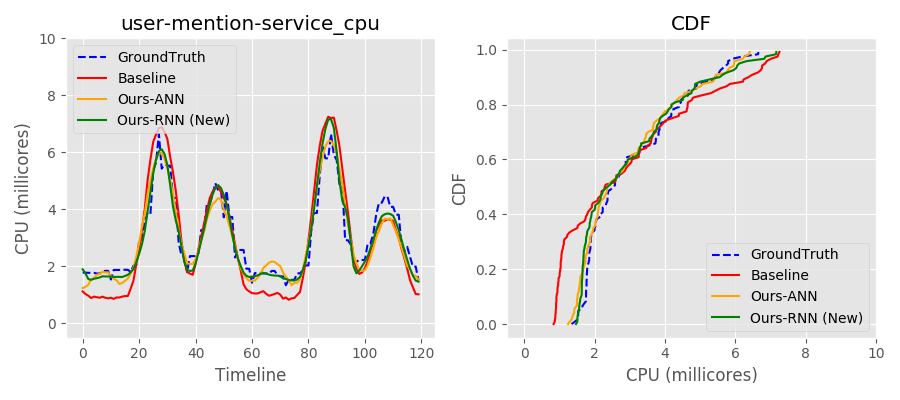 user-mention-service_cpu
CPU (millicores)
10
8
6
4
2
0
GroundTruth
Baseline
Ours-ANN
Ours-RNN (New)
0 20 40 60 80 100 120
Timeline
CDF
CDF
1.0
0.8
0.6
0.4
0.2
0.0
GroundTruth
Baseline
Ours-ANN
Ours-RNN (New)
0 2 4 6 8 10
CPU (millicores)